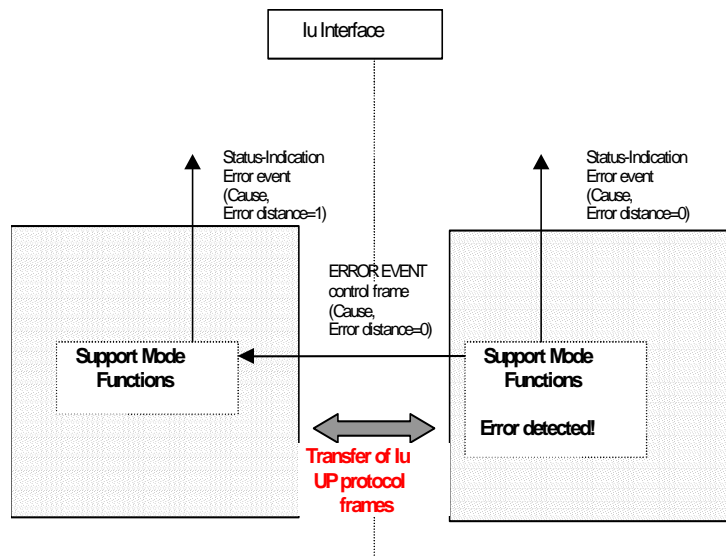 Iu Interface
Status-Indication
Error event
(Cause,
Error distance=1)
Status-Indication
Error event
(Cause,
Error distance=0)
ERROR EVENT
control frame
(Cause,
Error distance=0)
Support Mode
Functions
Support Mode
Functions
Error detected!
Transfer of Iu
UP protocol
frames